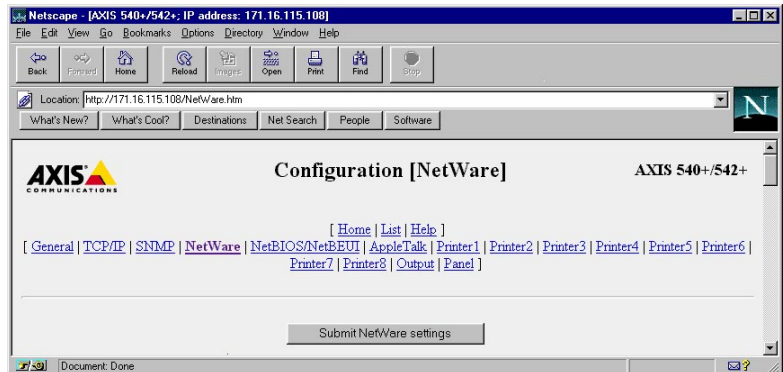 Netscape - [AXIS 540+/542+; IP address: 171.16.115.108]
File Edit View Go Bookmarks Options Directory Window Help
Back Forward Home Reload Images Open Print Find Stop
Location: http://171.16.115.108/NetWare.htm
N
What's New? What's Cool? Destinations Net Search People Software
AXIS COMMUNICATIONS
Configuration [NetWare]
AXIS 540+/542+
[ Home | List | Help ]
[ General | TCP/IP | SNMP | NetWare | NetBIOS/NetBEUI | AppleTalk | Printer1 | Printer2 | Printer3 | Printer4 | Printer5 | Printer6 |
Printer7 | Printer8 | Output | Panel ]
Submit NetWare settings
Document: Done